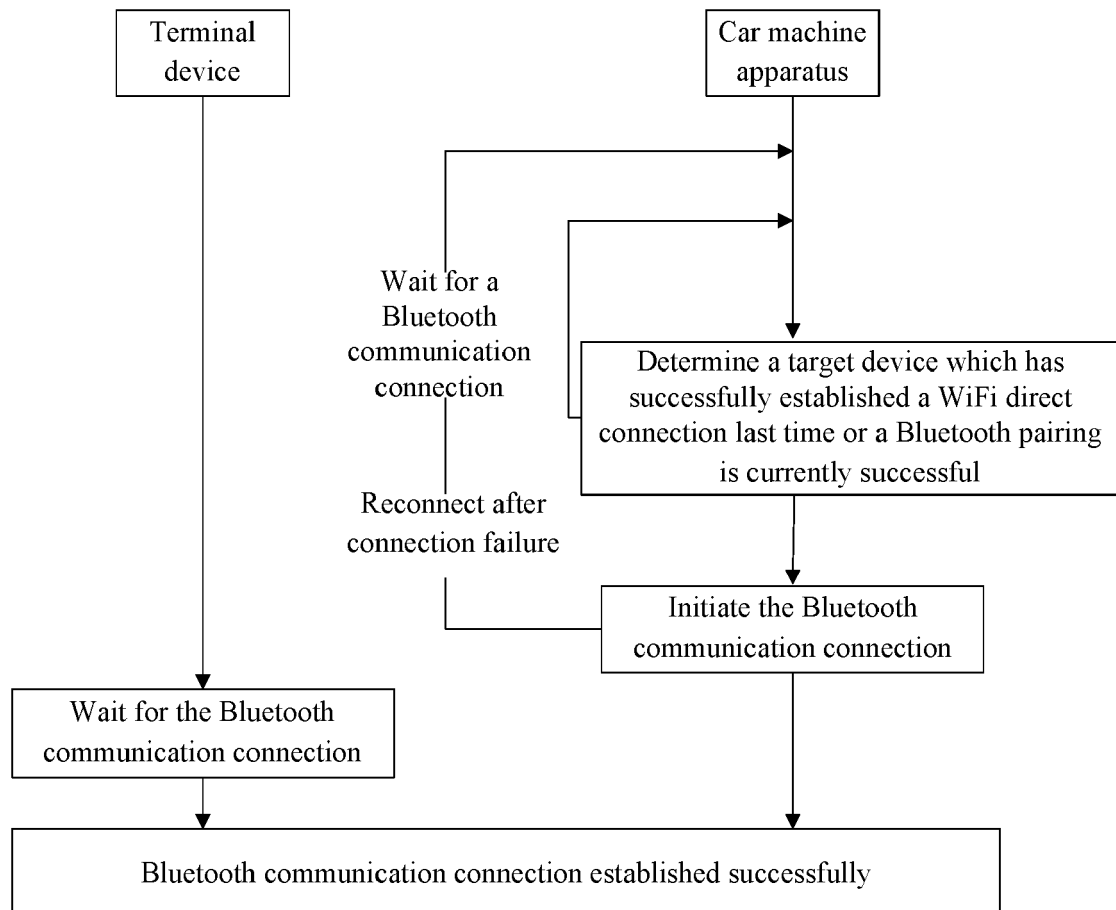 Terminal
device
Car machine
apparatus
Wait for a
Bluetooth
communication
connection
Determine a target device which has
successfully established a WiFi direct
connection last time or a Bluetooth pairing
is currently successful
Reconnect after
connection failure
Initiate the Bluetooth
communication connection
Wait for the Bluetooth
communication connection
Bluetooth communication connection established successfully